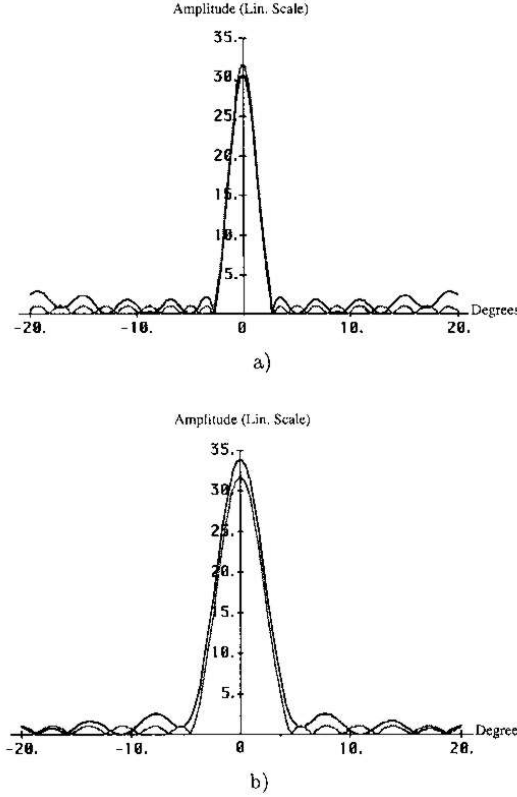 Amplitude (Lin. Scale)
35.
30.
25.
20.
15.
10.
5.
-20. -10. 0 10. 20. Degrees
a)
Amplitude (Lin. Scale)
35.
30.
25.
20.
15.
10.
5.
-20. -10. 0 10. 20. Degree
b)